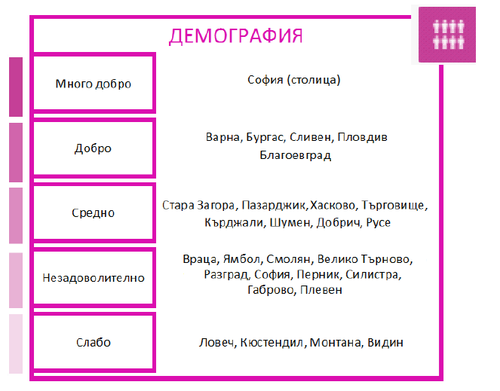 ДЕМОГРАФИЯ
Много добро
София (столица)
Добро
Варна, Бургас, Сливен, Пловдив
Благоевград
Средно
Стара Загора, Пазарджик, Хасково, Търговище,
Кърджали, Шумен, Добрич, Русе
Незадоволително
Враца, Ямбол, Смолян, Велико Търново,
Разград, София, Перник, Силистра,
Габрово, Плевен
Слабо
Ловеч, Кюстендил, Монтана, Видин